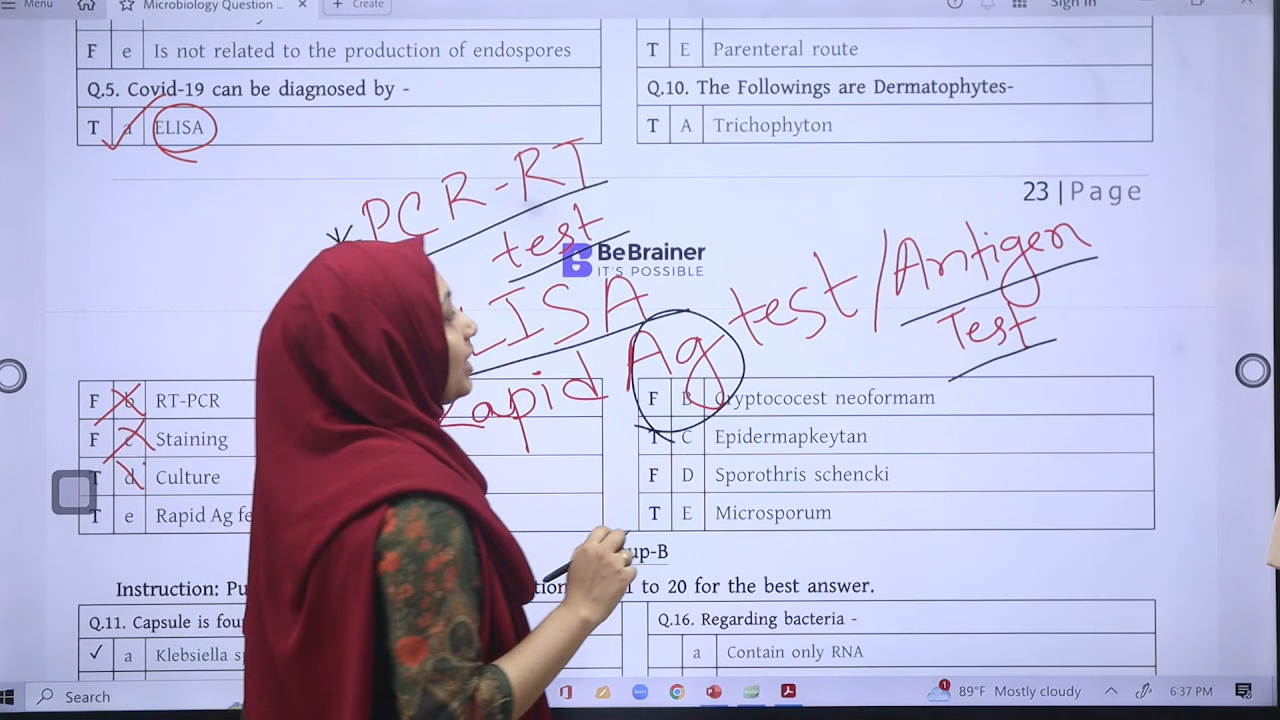 Menu
Microbiology Question ...
Create
Sign in
F e Is not related to the production of endospores
Q.5. Covid-19 can be diagnosed by -
T a ELISA
T E Parenteral route
Q.10. The Followings are Dermatophytes-
T A Trichophyton
23 | Page
PCR-RT
test
BeBrainer
IT'S POSSIBLE
LISA
Rapid Ag test/Antigen
Test
F b RT-PCR
F c Staining
T d Culture
T e Rapid Ag
F B Cryptococest neoformam
T C Epidermapkeytan
F D Sporothris schencki
T E Microsporum
up-B
Instruction: to 20 for the best answer.
Q.11. Capsule is
✓ a Klebsiella
Q.16. Regarding bacteria -
a Contain only RNA
Search
1
89°F Mostly cloudy
6:37 PM